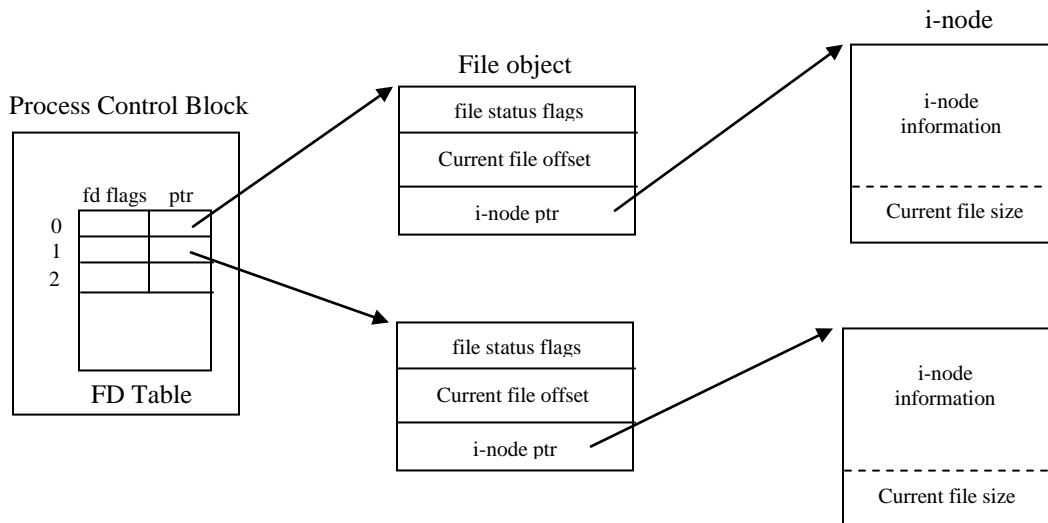 i-node
File object
Process Control Block
file status flags
Current file offset
i-node ptr
i-node
information
Current file size
fd flags ptr
0
1
2
FD Table
file status flags
Current file offset
i-node ptr
i-node
information
Current file size